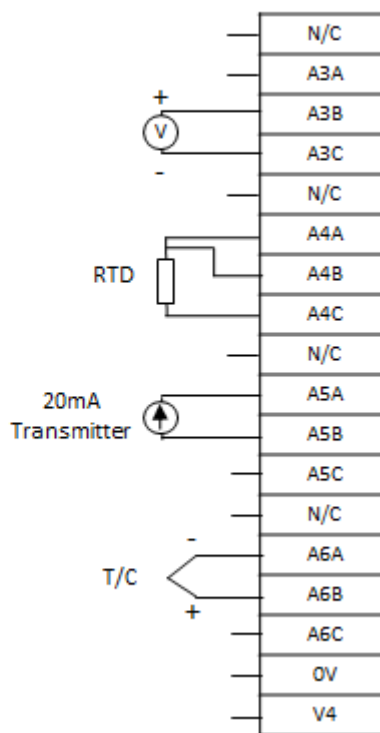 N/C
A3A
+
A3B
V
A3C
-
N/C
A4A
RTD
A4B
A4C
N/C
20mA
Transmitter
A5A
A5B
A5C
N/C
-
A6A
T/C
A6B
+
A6C
0V
V4